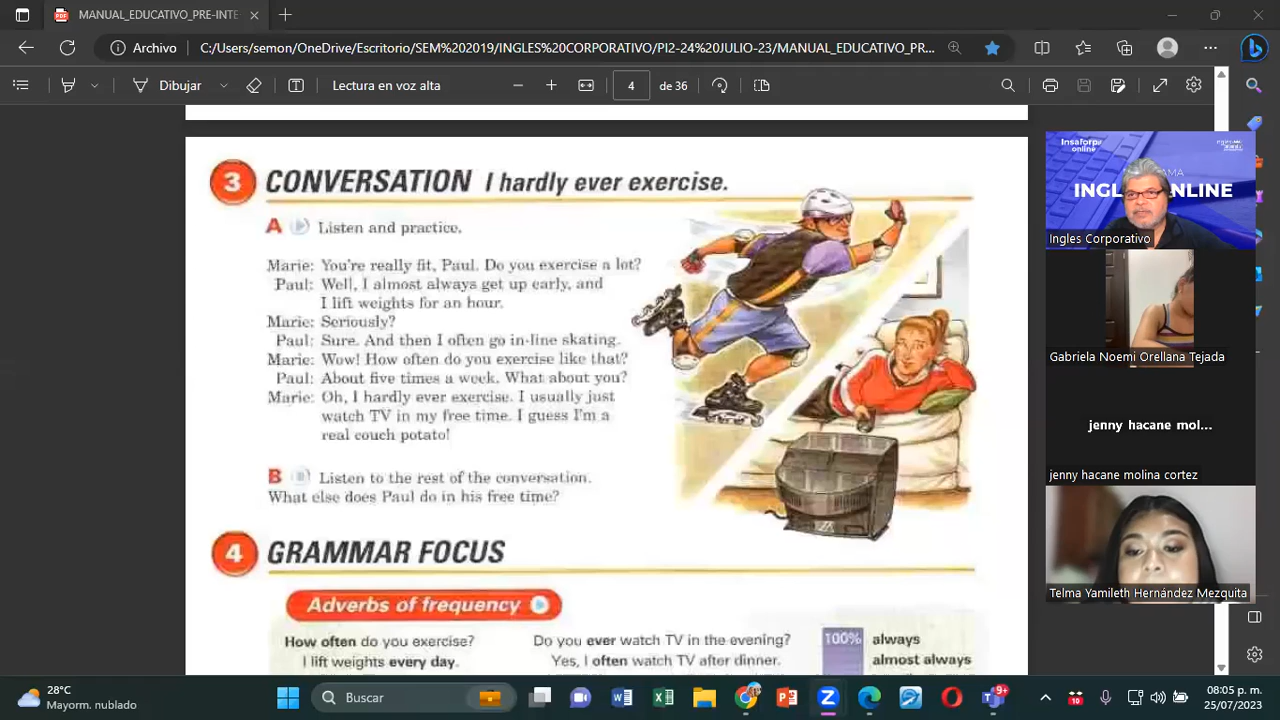 MANUAL_EDUCATIVO_PRE-INTE
Archivo
C:/Users/semon/OneDrive/Escritorio/SEM%202019/INGLES%20CORPORATIVO/PI2-24%20JULIO-23/MANUAL_EDUCATIVO_PR...
Dibujar
Lectura en voz alta
4
de 36
3 CONVERSATION I hardly ever exercise.
A Listen and practice.
Marie: You're really fit, Paul. Do you exercise a lot?
Paul: Well, I almost always get up early, and
I lift weights for an hour.
Marie: Seriously?
Paul: Sure. And then I often go in-line skating.
Marie: Wow! How often do you exercise like that?
Paul: About five times a week. What about you?
Marie: Oh, I hardly ever exercise. I usually just
watch TV in my free time. I guess I'm a
real couch potato!
B Listen to the rest of the conversation.
What else does Paul do in his free time?
4 GRAMMAR FOCUS
Adverbs of frequency
How often do you exercise?
I lift weights every day.
Do you ever watch TV in the evening?
Yes, I often watch TV after dinner.
100% always
almost always
Insaforp
online
INGL
NLINE
Ingles Corporativo
Gabriela Noemi Orellana Tejada
jenny hacane mol...
jenny hacane molina cortez
Telma Yamileth Hernández Mezquita
28°C
Mayorm. nublado
Buscar
9+
10
08:05 p. m.
25/07/2023